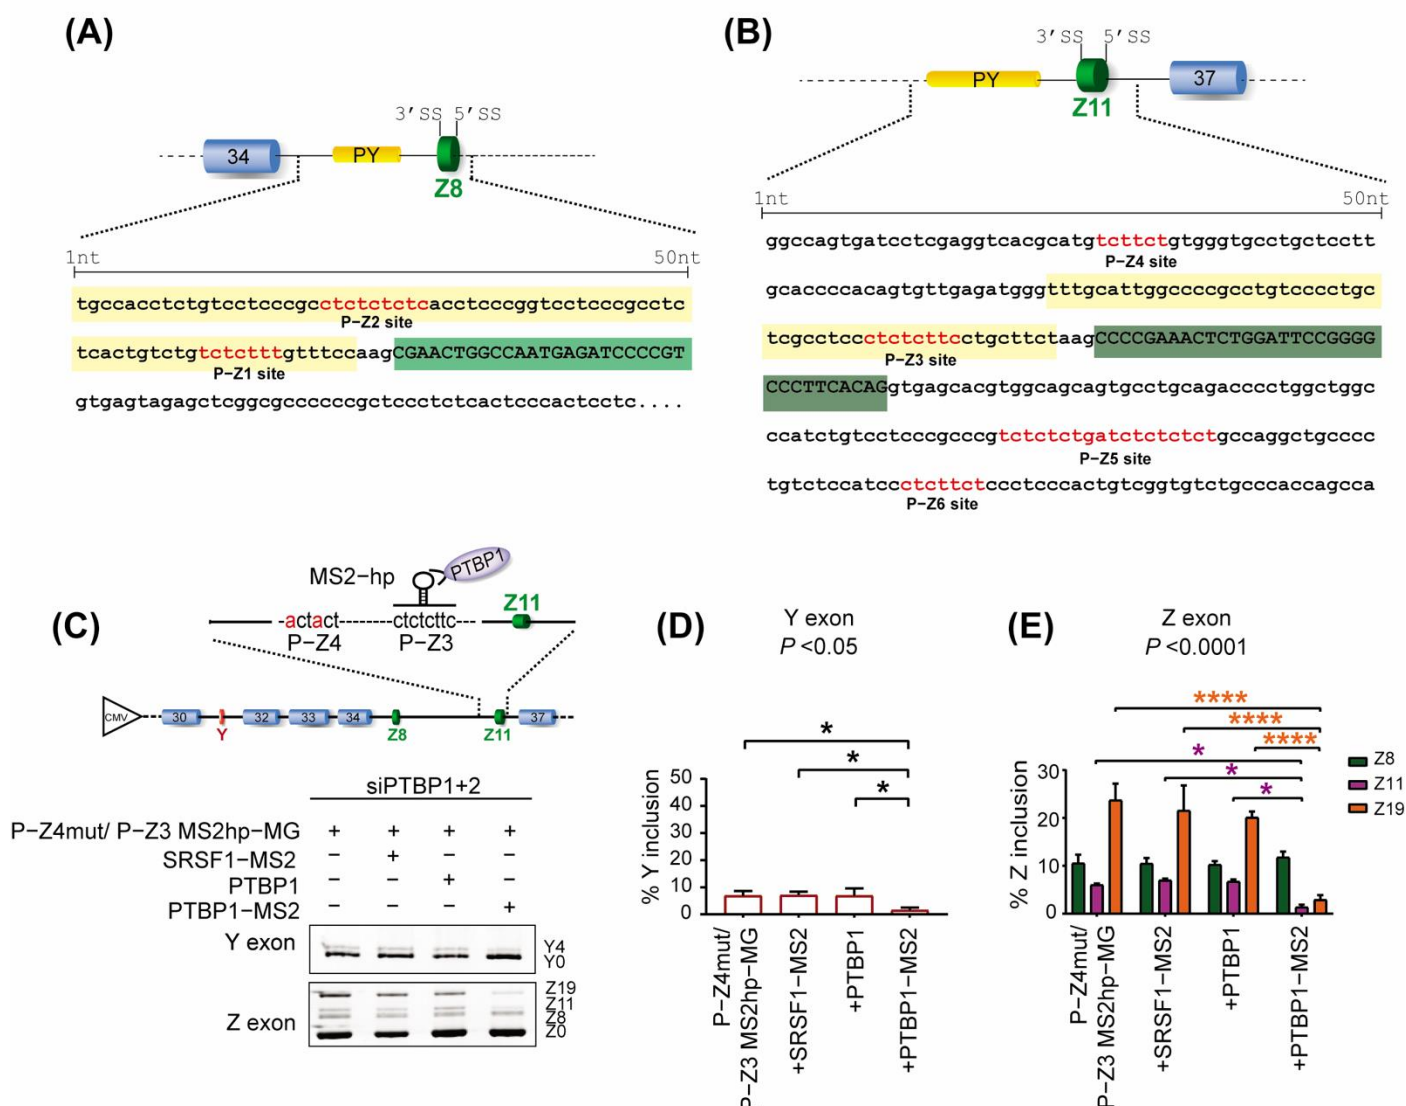 (A)
3'SS 5'SS
34
PY
Z8
1nt 50nt
tgccacctctgtcctcccgcctctctctcacctcccggtcctcccgcctc
P-Z2 site
tcactgtctgtctctttgtttccaagCGAACTGGCCAATGAGATCCCCGT
P-Z1 site
gtgagtagagctcggcgcccccccgctccctctcactcccactcctc....
(B)
3'SS 5'SS
PY
Z11
37
1nt 50nt
ggccagtgatcctcgaggtcacgcatgtcttctgtgggtgcctgctcctt
P-Z4 site
gcaccccacagtgttgagatgggtttgcattggccccgcctgtcccctgc
tcgcctccctctcttcctgcttctaagCCCCGAAACTCTGGATTCCGGGG
P-Z3 site
CCCTTCACAGgtgagcacgtggcagcagtgcctgcagacccctggctggc
ccatctgtcctcccgcccgtctctctgatctctctctgccaggctgcccc
P-Z5 site
tgtctccatccctcttctccctcccactgtcggtgtctgcccaccagcca
P-Z6 site
(C)
MS2-hp
PTBP1
Z11
actact
ctctcttc
P-Z4
P-Z3
CMV
30
Y
32
33
34
Z8
Z11
37
siPTBP1+2
P-Z4mut/ P-Z3 MS2hp-MG + + + +
SRSF1-MS2 - + - -
PTBP1 - - + -
PTBP1-MS2 - - - +
Y exon
Y4
Y0
Z exon
Z19
Z11
Z8
Z0
(D)
Y exon
P <0.05
*
*
*
% Y inclusion
50
40
30
20
10
0
P-Z4mut/
P-Z3 MS2hp-MG
+SRSF1-MS2
+PTBP1
+PTBP1-MS2
(E)
Z exon
P <0.0001
****
****
****
*
*
*
% Z inclusion
30
20
10
0
Z8
Z11
Z19
P-Z4mut/
P-Z3 MS2hp-MG
+SRSF1-MS2
+PTBP1
+PTBP1-MS2